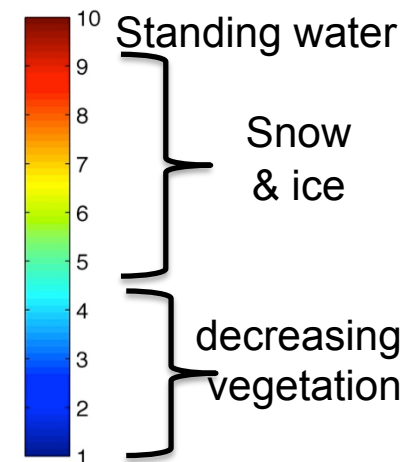 10 Standing water
9
8
Snow
7
& ice
6
5
4
decreasing
3
vegetation
2
1